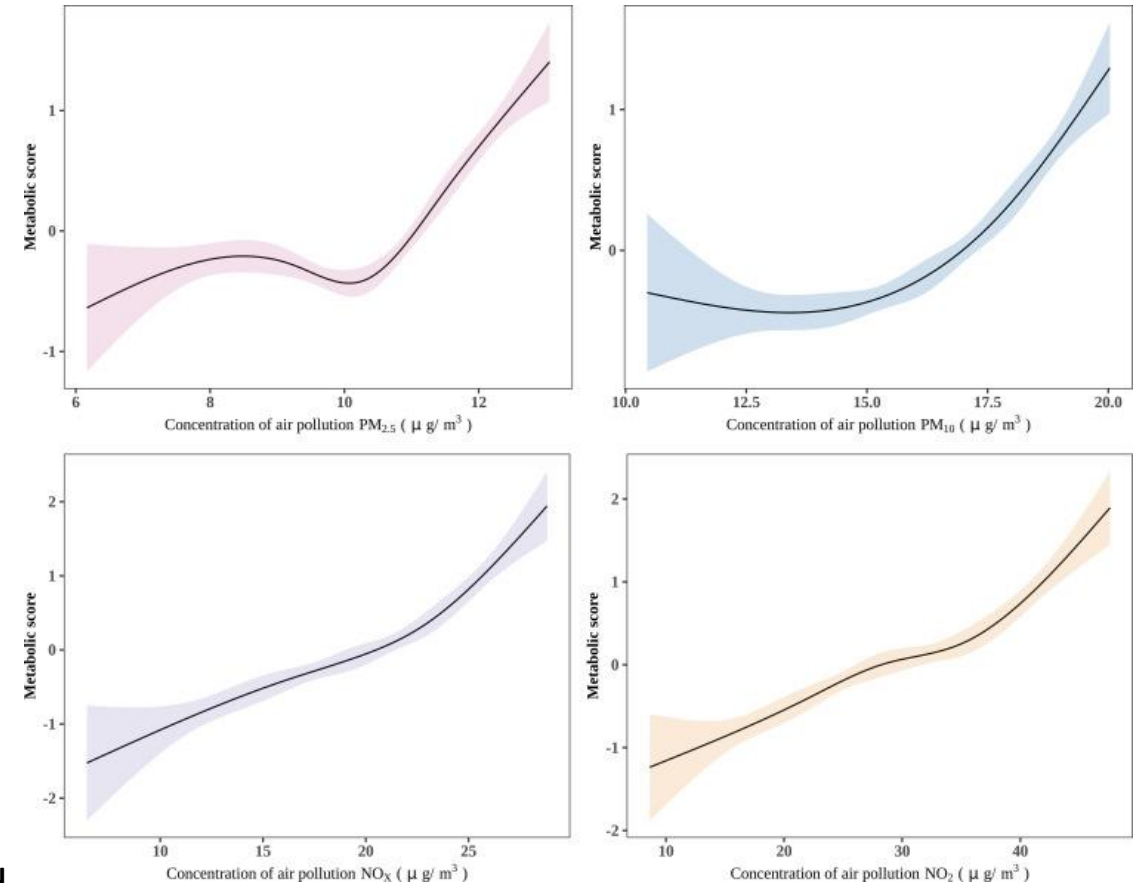 Metabolic score
1
0
-1
6 8 10 12
Concentration of air pollution PM2.5 ( μ g/ m3 )
Metabolic score
1
0
10.0 12.5 15.0 17.5 20.0
Concentration of air pollution PM10 ( μ g/ m3 )
Metabolic score
2
1
0
-1
-2
10 15 20 25
Concentration of air pollution NOX ( μ g/ m3 )
Metabolic score
2
1
0
-1
-2
10 20 30 40
Concentration of air pollution NO2 ( μ g/ m3 )